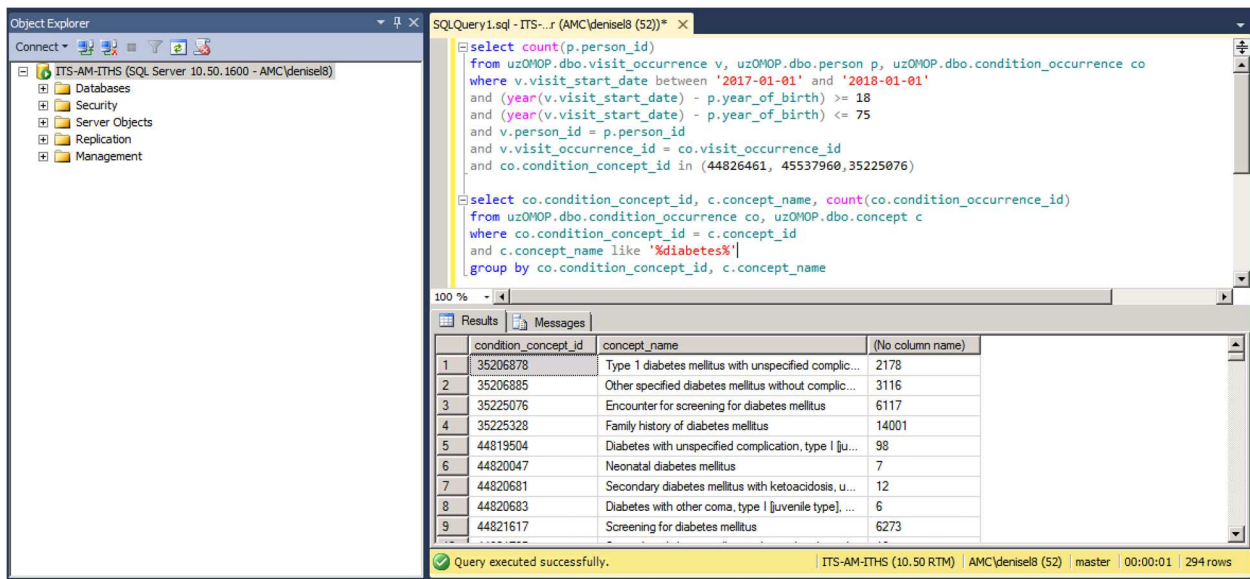 Object Explorer
Connect
ITS-AM-ITHS (SQL Server 10.50.1600 - AMC\denisel8)
Databases
Security
Server Objects
Replication
Management
SQLQuery1.sql - ITS-...r (AMC\denisel8 (52))*
select count(p.person_id)
from uzOMOP.dbo.visit_occurrence v, uzOMOP.dbo.person p, uzOMOP.dbo.condition_occurrence co
where v.visit_start_date between '2017-01-01' and '2018-01-01'
and (year(v.visit_start_date) - p.year_of_birth) >= 18
and (year(v.visit_start_date) - p.year_of_birth) <= 75
and v.person_id = p.person_id
and v.visit_occurrence_id = co.visit_occurrence_id
and co.condition_concept_id in (44826461, 45537960,35225076)
select co.condition_concept_id, c.concept_name, count(co.condition_occurrence_id)
from uzOMOP.dbo.condition_occurrence co, uzOMOP.dbo.concept c
where co.condition_concept_id = c.concept_id
and c.concept_name like '%diabetes%'
group by co.condition_concept_id, c.concept_name
100 %
Results Messages
condition_concept_id concept_name (No column name)
1 35206878 Type 1 diabetes mellitus with unspecified complic... 2178
2 35206885 Other specified diabetes mellitus without complic... 3116
3 35225076 Encounter for screening for diabetes mellitus 6117
4 35225328 Family history of diabetes mellitus 14001
5 44819504 Diabetes with unspecified complication, type I [ju... 98
6 44820047 Neonatal diabetes mellitus 7
7 44820681 Secondary diabetes mellitus with ketoacidosis, u... 12
8 44820683 Diabetes with other coma, type I [juvenile type], ... 6
9 44821617 Screening for diabetes mellitus 6273
Query executed successfully. ITS-AM-ITHS (10.50 RTM) AMC\denisel8 (52) master 00:00:01 294 rows